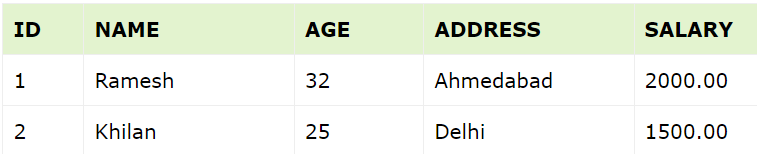 ID NAME AGE ADDRESS SALARY
1 Ramesh 32 Ahmedabad 2000.00
2 Khilan 25 Delhi 1500.00